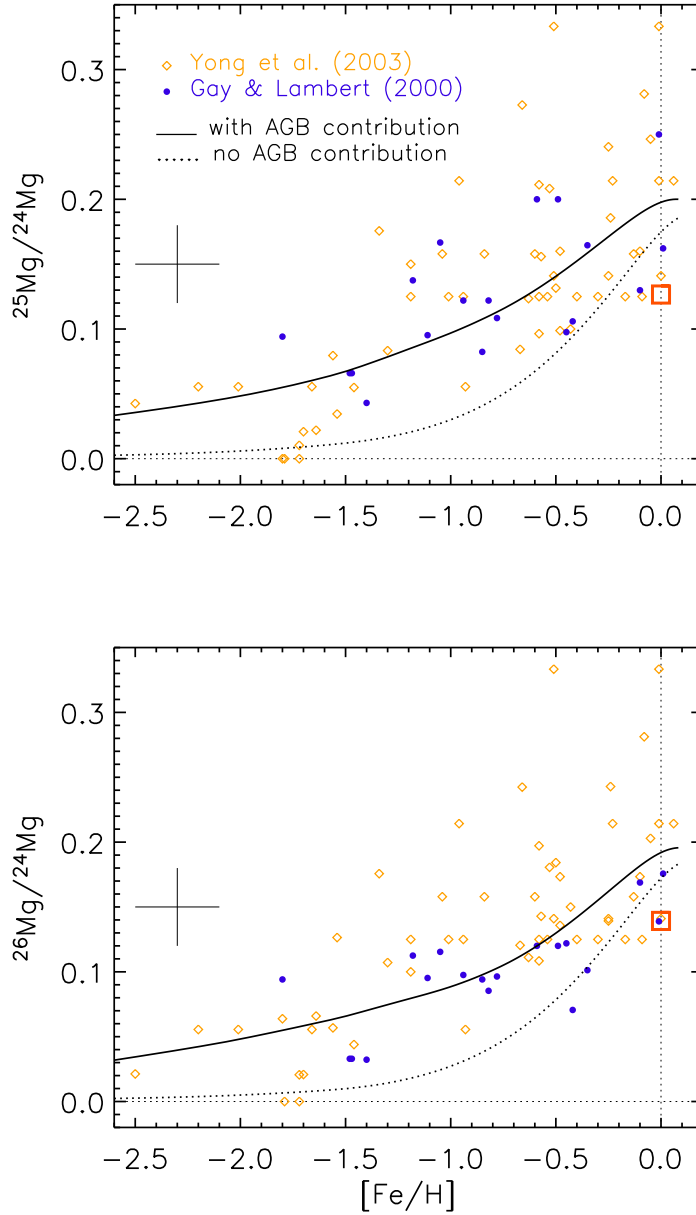 0.3
0.2
0.1
0.0
²⁵Mg/²⁴Mg
Yong et al. (2003)
Gay & Lambert (2000)
with AGB contribution
no AGB contribution
−2.5 −2.0 −1.5 −1.0 −0.5 0.0
0.3
0.2
0.1
0.0
²⁶Mg/²⁴Mg
−2.5 −2.0 −1.5 −1.0 −0.5 0.0
[Fe/H]